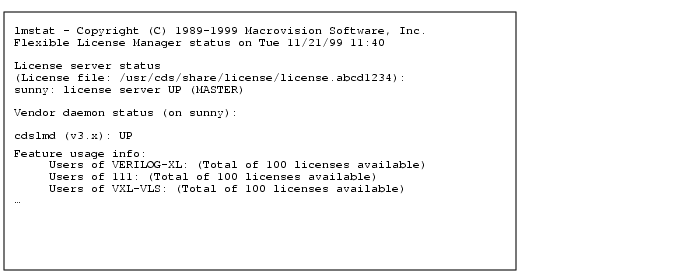 lmstat - Copyright (C) 1989-1999 Macrovision Software, Inc.
Flexible License Manager status on Tue 11/21/99 11:40
License server status
(License file: /usr/cds/share/license/license.abcd1234):
sunny: license server UP (MASTER)
Vendor daemon status (on sunny):
cdslmd (v3.x): UP
Feature usage info:
Users of VERILOG-XL: (Total of 100 licenses available)
Users of 111: (Total of 100 licenses available)
Users of VXL-VLS: (Total of 100 licenses available)
…